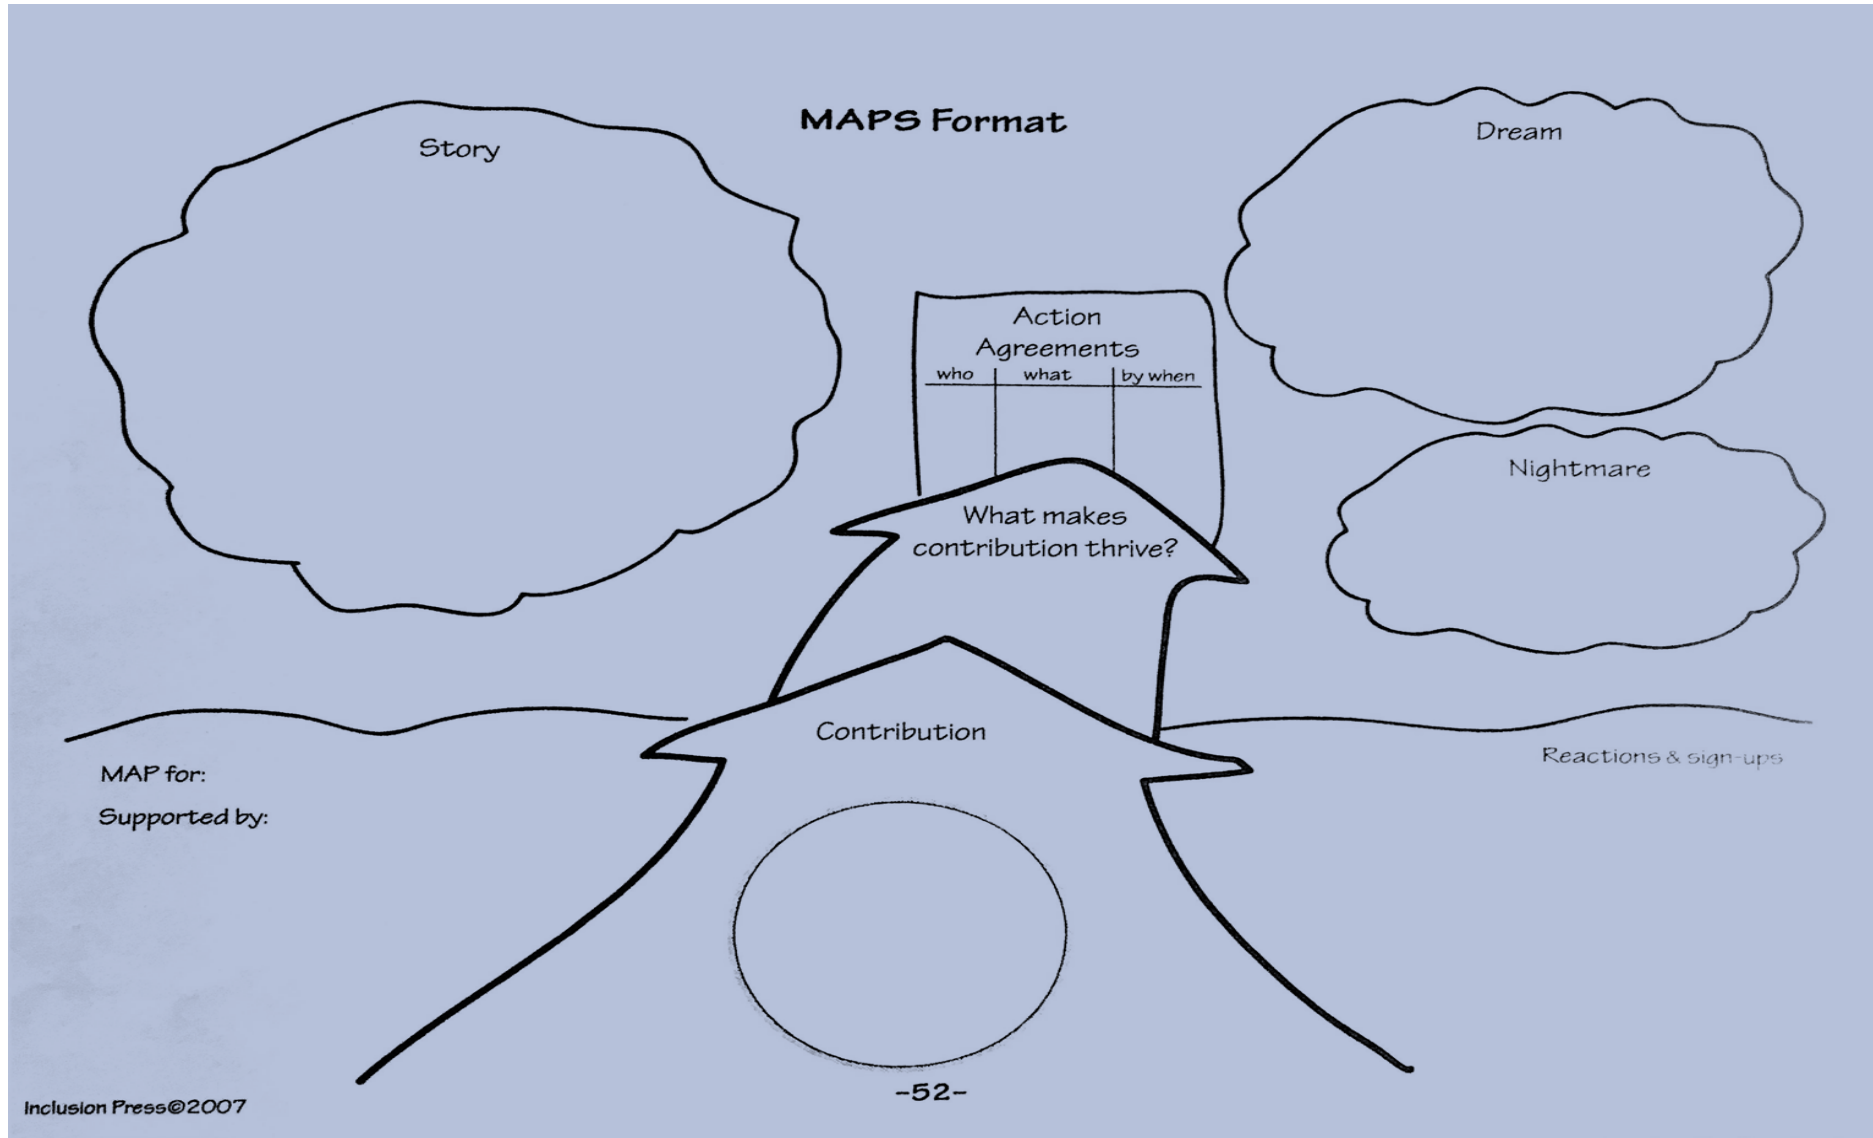 MAPS Format
Story
Dream
Action
Agreements
who what by when
Nightmare
What makes
contribution thrive?
Contribution
Reactions & sign-ups
MAP for:
Supported by:
-52-
Inclusion Press©2007